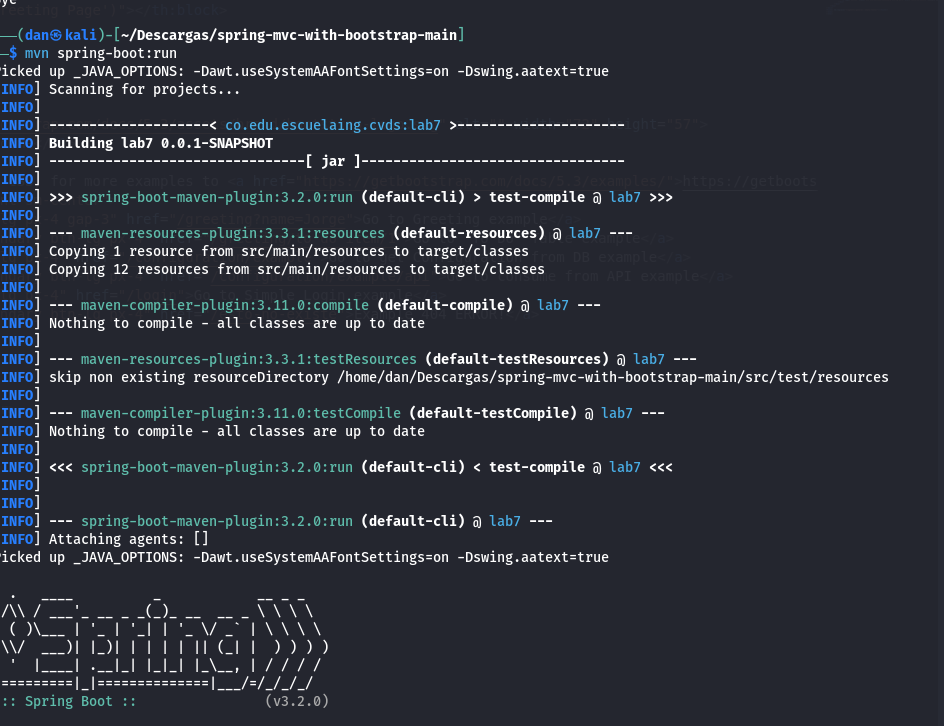 ye
──(dan㉿kali)-[~/Descargas/spring-mvc-with-bootstrap-main]
─$ mvn spring-boot:run
icked up _JAVA_OPTIONS: -Dawt.useSystemAAFontSettings=on -Dswing.aatext=true
INFO] Scanning for projects...
INFO]
INFO] --------------------< co.edu.escuelaing.cvds:lab7 >---------------------
INFO] Building lab7 0.0.1-SNAPSHOT
INFO] --------------------------------[ jar ]---------------------------------
INFO]
INFO] >>> spring-boot-maven-plugin:3.2.0:run (default-cli) > test-compile @ lab7 >>>
INFO]
INFO] --- maven-resources-plugin:3.3.1:resources (default-resources) @ lab7 ---
INFO] Copying 1 resource from src/main/resources to target/classes
INFO] Copying 12 resources from src/main/resources to target/classes
INFO]
INFO] --- maven-compiler-plugin:3.11.0:compile (default-compile) @ lab7 ---
INFO] Nothing to compile - all classes are up to date
INFO]
INFO] --- maven-resources-plugin:3.3.1:testResources (default-testResources) @ lab7 ---
INFO] skip non existing resourceDirectory /home/dan/Descargas/spring-mvc-with-bootstrap-main/src/test/resources
INFO]
INFO] --- maven-compiler-plugin:3.11.0:testCompile (default-testCompile) @ lab7 ---
INFO] Nothing to compile - all classes are up to date
INFO]
INFO] <<< spring-boot-maven-plugin:3.2.0:run (default-cli) < test-compile @ lab7 <<<
INFO]
INFO]
INFO] --- spring-boot-maven-plugin:3.2.0:run (default-cli) @ lab7 ---
INFO] Attaching agents: []
icked up _JAVA_OPTIONS: -Dawt.useSystemAAFontSettings=on -Dswing.aatext=true
:: Spring Boot :: (v3.2.0)